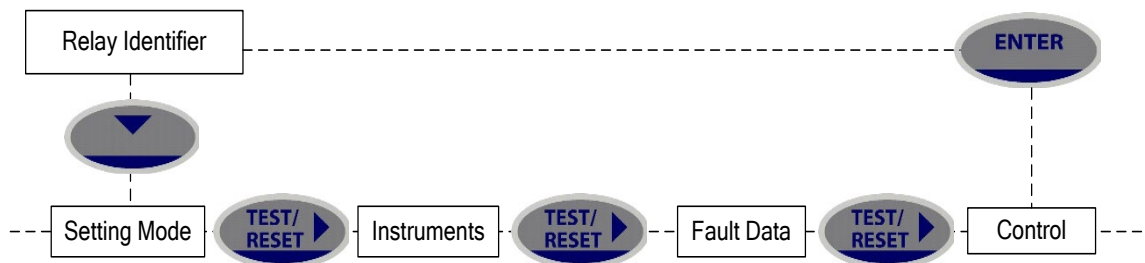 Relay Identifier
ENTER
Setting Mode
TEST/
RESET
Instruments
TEST/
RESET
Fault Data
TEST/
RESET
Control